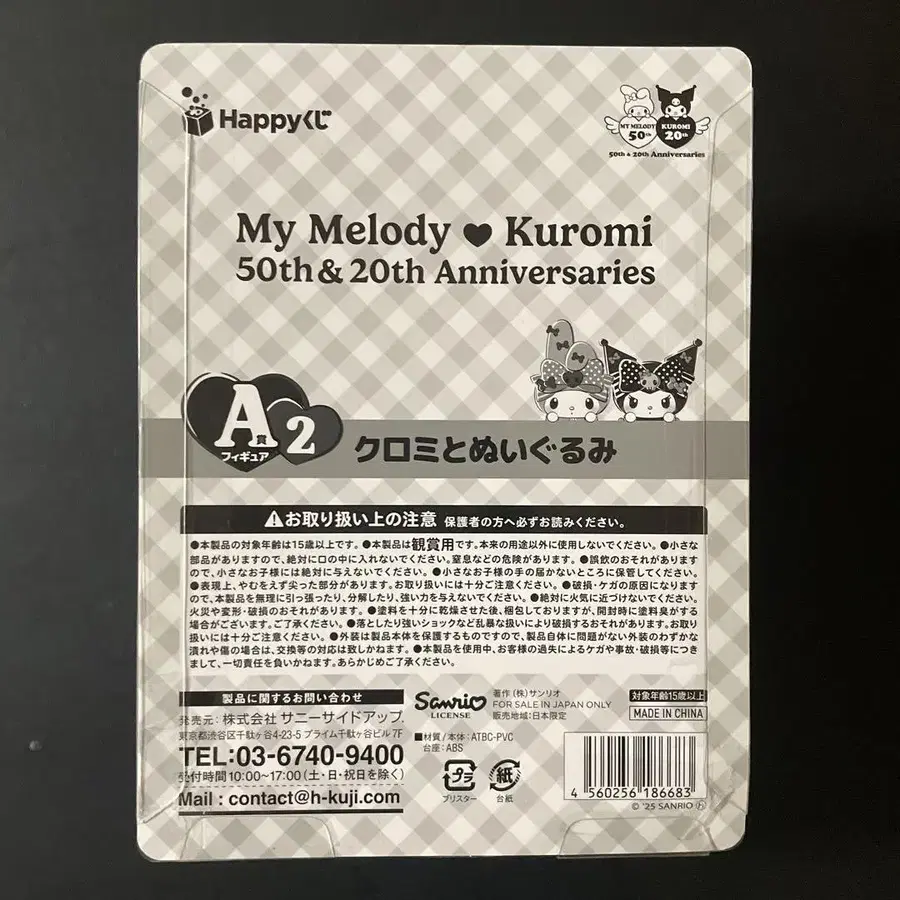 Happyくじ
MY MELODY 50th KUROMI 20th
50th & 20th Anniversaries
My Melody ♥ Kuromi
50th & 20th Anniversaries
A賞 2
フィギュア
クロミとぬいぐるみ
⚠お取り扱い上の注意 保護者の方へ必ずお読みください。
●本製品の対象年齢は15歳以上です。●本製品は観賞用です。本来の用途以外に使用しないでください。●小さな
部品がありますので、絶対に口の中に入れないでください。窒息などの危険があります。●誤飲のおそれがあります
ので、小さなお子様には絶対に与えないでください。●小さなお子様の手の届かないところに保管してください。
●表現上、やむをえず尖った部分があります。お取り扱いには十分ご注意ください。●破損・ケガの原因になります
ので、本製品を無理に引っ張ったり、分解したり、強い力を与えないでください。●絶対に火気に近づけないでください。
火災や変形・破損のおそれがあります。●塗料を十分に乾燥させた後、梱包しておりますが、開封時に塗料臭がする
場合がございます。ご了承ください。●落としたり強いショックなど乱暴な扱いにより破損するおそれがあります。お取
り扱いには十分ご注意ください。●外装は製品本体を保護するものですので、製品自体に問題がない外装のわずかな
潰れや傷の場合は、交換等の対応は致しかねます。●本製品を使用中、お客様の過失によるケガや事故・破損等につき
まして、一切責任を負いかねます。あらかじめご了承ください。
製品に関するお問い合わせ
発売元：株式会社 サニーサイドアップ
東京都渋谷区千駄ヶ谷4-23-5 プライム千駄ヶ谷ビル 7F
TEL:03-6740-9400
受付時間 10:00〜17:00（土・日・祝日を除く）
Mail : contact@h-kuji.com
Sanrio
LICENSE
著作（株）サンリオ
FOR SALE IN JAPAN ONLY
販売地域：日本限定
■材質／本体：ATBC-PVC
台座：ABS
プラ
ブリスター
紙
台紙
対象年齢15歳以上
MADE IN CHINA
4 560256 186683
© '25 SANRIO Ⓗ